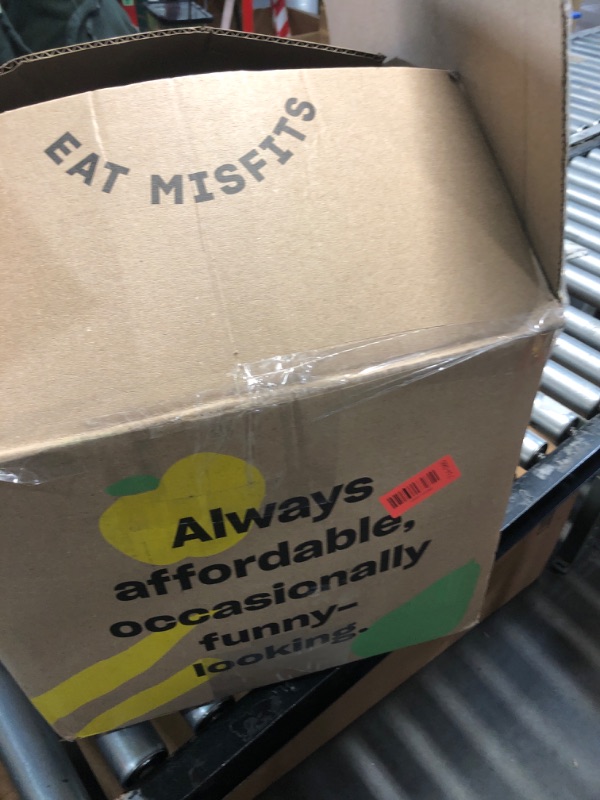 EAT MISFITS
Always
affordable,
occasionally
funny-
looking.